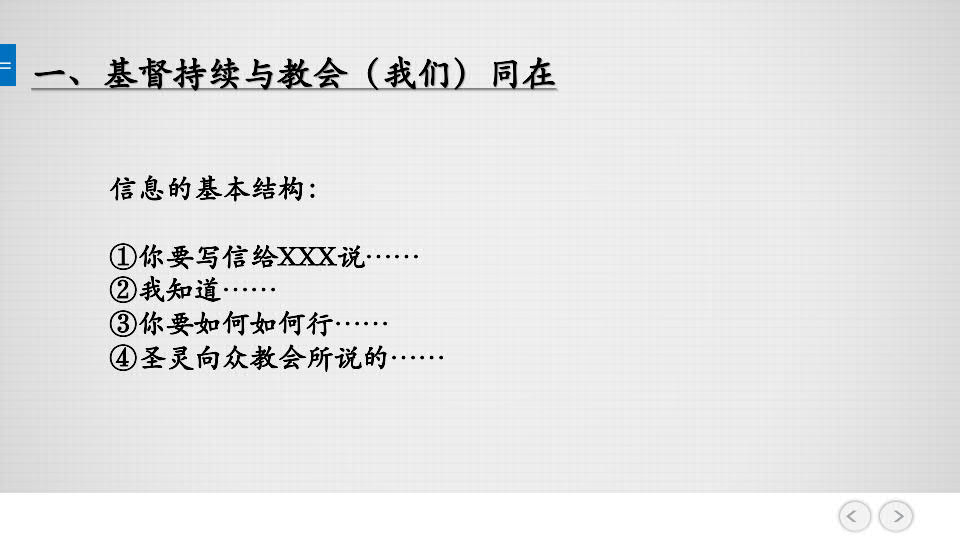 一、基督持续与教会（我们）同在
信息的基本结构：
①你要写信给XXX说……
②我知道……
③你要如何如何行……
④圣灵向众教会所说的……